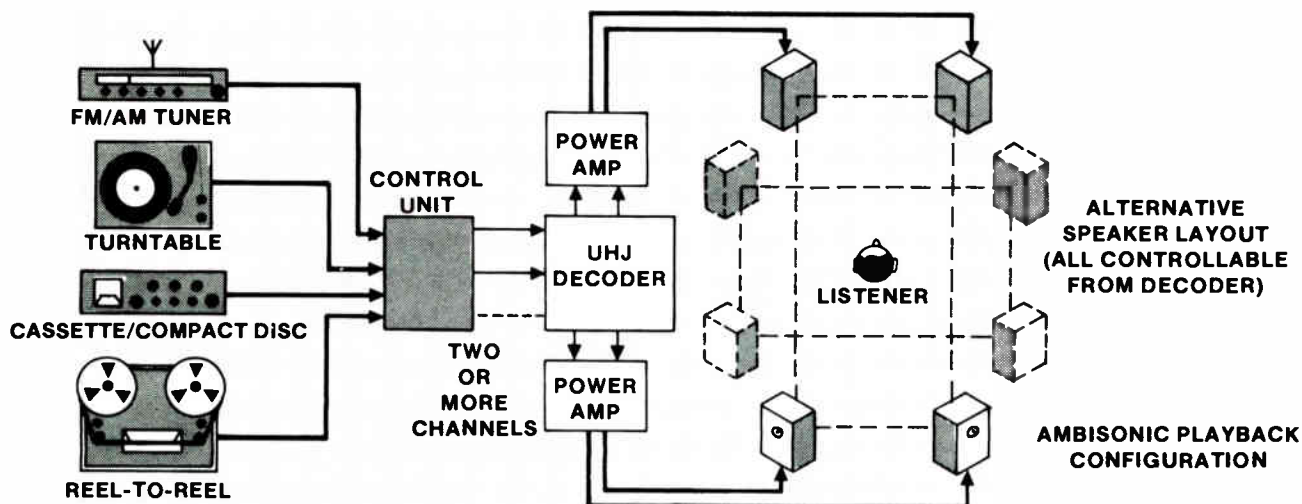 FM/AM TUNER
TURNTABLE
CASSETTE/COMPACT DISC
REEL-TO-REEL
CONTROL
UNIT
TWO
OR
MORE
CHANNELS
POWER
AMP
UHJ
DECODER
POWER
AMP
LISTENER
ALTERNATIVE
SPEAKER LAYOUT
(ALL CONTROLLABLE
FROM DECODER)
AMBISONIC PLAYBACK
CONFIGURATION